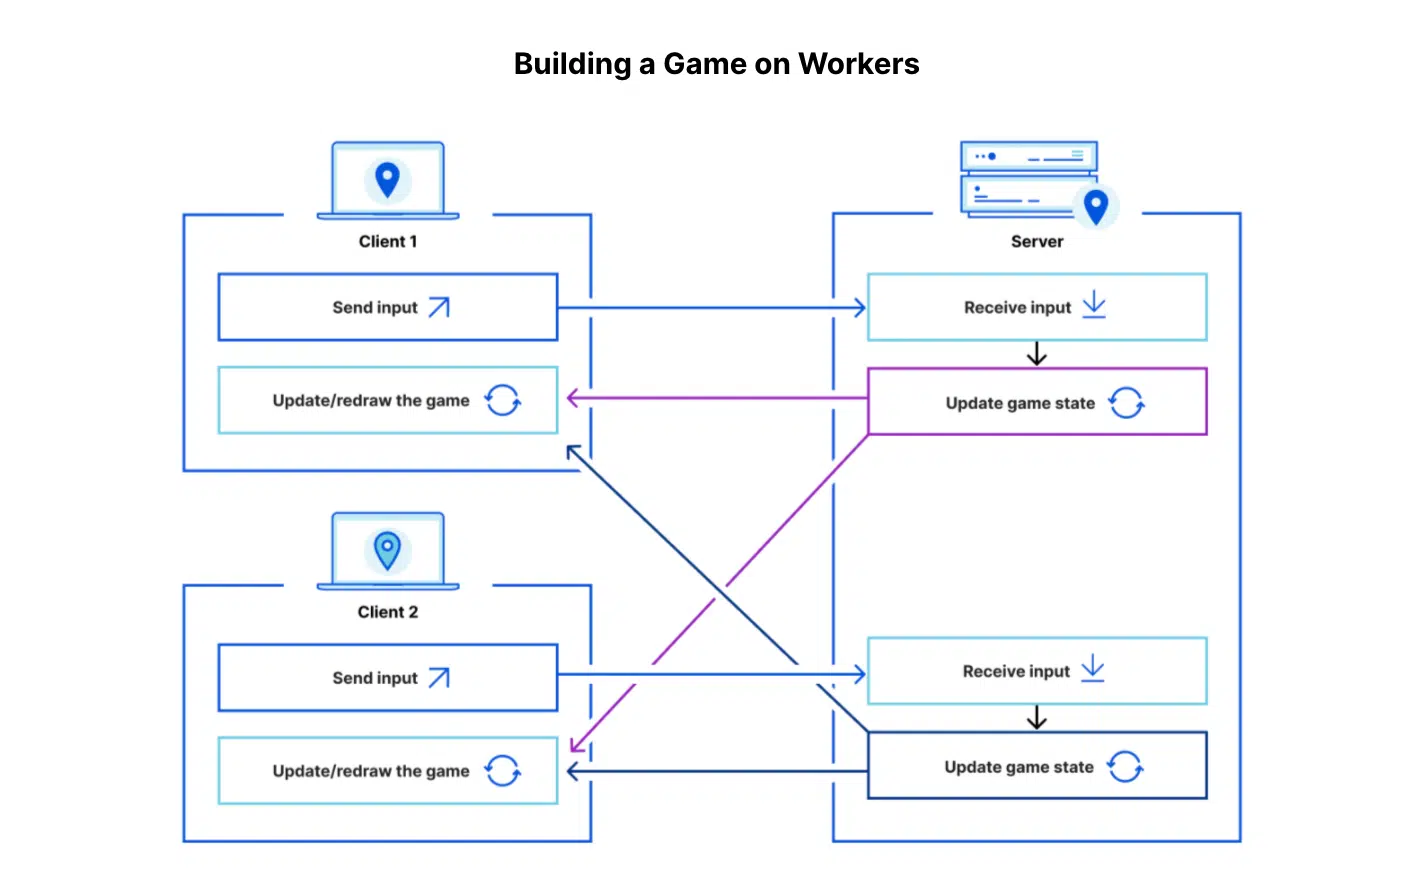 Building a Game on Workers
Client 1
Send input
Update/redraw the game
Client 2
Send input
Update/redraw the game
Server
Receive input
Update game state
Receive input
Update game state